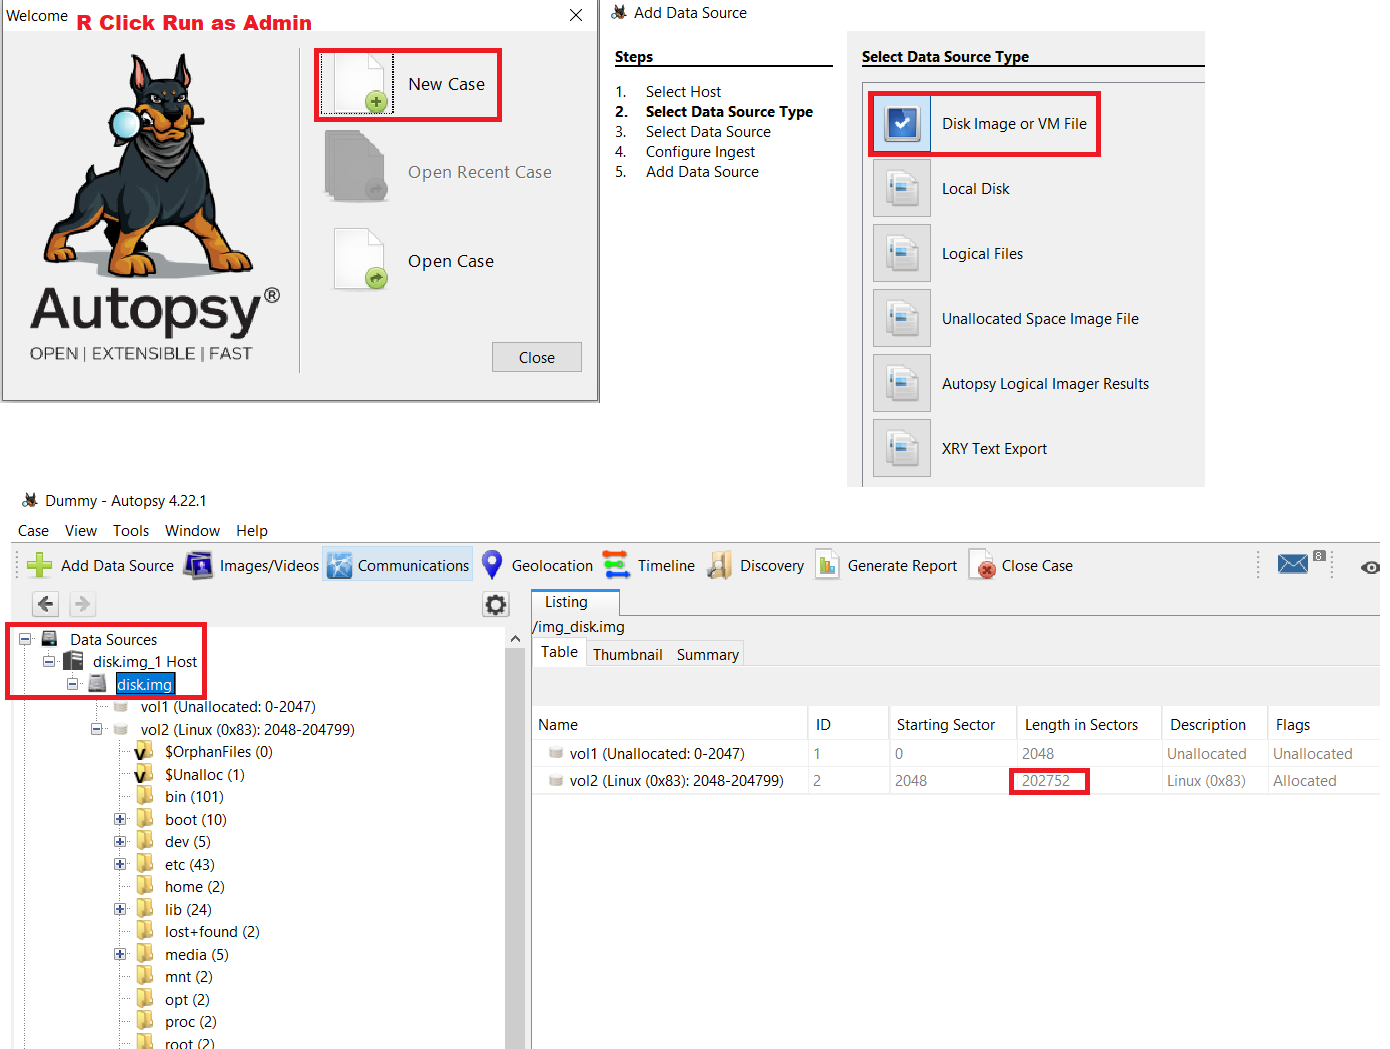 Welcome
R Click Run as Admin
New Case
Open Recent Case
Open Case
Autopsy®
OPEN | EXTENSIBLE | FAST
Close
Add Data Source
Steps
1. Select Host
2. Select Data Source Type
3. Select Data Source
4. Configure Ingest
5. Add Data Source
Select Data Source Type
Disk Image or VM File
Local Disk
Logical Files
Unallocated Space Image File
Autopsy Logical Imager Results
XRY Text Export
Dummy - Autopsy 4.22.1
Case View Tools Window Help
Add Data Source Images/Videos Communications Geolocation Timeline Discovery Generate Report Close Case 8
Data Sources
disk.img_1 Host
disk.img
vol1 (Unallocated: 0-2047)
vol2 (Linux (0x83): 2048-204799)
$OrphanFiles (0)
$Unalloc (1)
bin (101)
boot (10)
dev (5)
etc (43)
home (2)
lib (24)
lost+found (2)
media (5)
mnt (2)
opt (2)
proc (2)
root (2)
Listing
/img_disk.img
Table Thumbnail Summary
Name ID Starting Sector Length in Sectors Description Flags
vol1 (Unallocated: 0-2047) 1 0 2048 Unallocated Unallocated
vol2 (Linux (0x83): 2048-204799) 2 2048 202752 Linux (0x83) Allocated